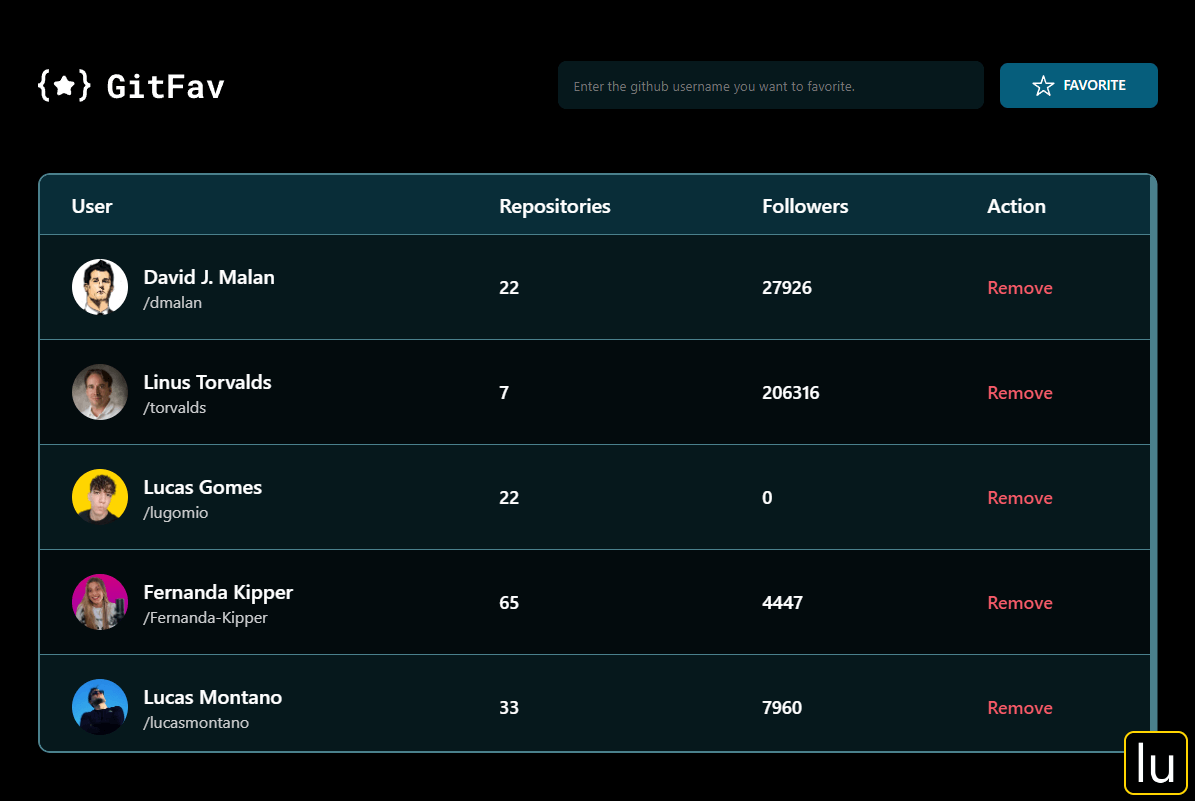 {★} GitFav
Enter the github username you want to favorite.
FAVORITE
User Repositories Followers Action
David J. Malan
/dmalan
22 27926 Remove
Linus Torvalds
/torvalds
7 206316 Remove
Lucas Gomes
/lugomio
22 0 Remove
Fernanda Kipper
/Fernanda-Kipper
65 4447 Remove
Lucas Montano
/lucasmontano
33 7960 Remove
lu